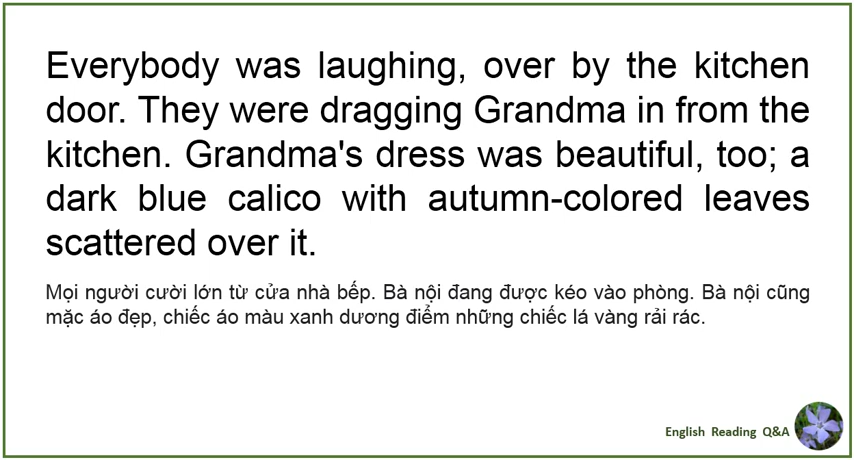 Everybody was laughing, over by the kitchen
door. They were dragging Grandma in from the
kitchen. Grandma's dress was beautiful, too; a
dark blue calico with autumn-colored leaves
scattered over it.
Mọi người cười lớn từ cửa nhà bếp. Bà nội đang được kéo vào phòng. Bà nội cũng
mặc áo đẹp, chiếc áo màu xanh dương điểm những chiếc lá vàng rải rác.
English Reading Q&A